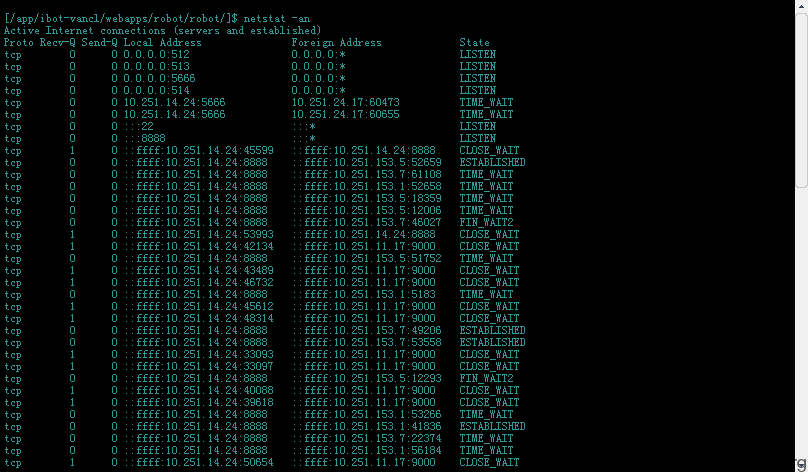 [/app/ibot-vancl/webapps/robot/robot/]$ netstat -an
Active Internet connections (servers and established)
Proto Recv-Q Send-Q Local Address Foreign Address State
tcp 0 0 0.0.0.0:512 0.0.0.0:* LISTEN
tcp 0 0 0.0.0.0:513 0.0.0.0:* LISTEN
tcp 0 0 0.0.0.0:5666 0.0.0.0:* LISTEN
tcp 0 0 0.0.0.0:514 0.0.0.0:* LISTEN
tcp 0 0 10.251.14.24:5666 10.251.24.17:60473 TIME_WAIT
tcp 0 0 10.251.14.24:5666 10.251.24.17:60655 TIME_WAIT
tcp 0 0 :::22 :::* LISTEN
tcp 0 0 :::8888 :::* LISTEN
tcp 1 0 ::ffff:10.251.14.24:45599 ::ffff:10.251.14.24:8888 CLOSE_WAIT
tcp 0 0 ::ffff:10.251.14.24:8888 ::ffff:10.251.153.5:52659 ESTABLISHED
tcp 0 0 ::ffff:10.251.14.24:8888 ::ffff:10.251.153.7:61108 TIME_WAIT
tcp 0 0 ::ffff:10.251.14.24:8888 ::ffff:10.251.153.1:52658 TIME_WAIT
tcp 0 0 ::ffff:10.251.14.24:8888 ::ffff:10.251.153.5:18359 TIME_WAIT
tcp 0 0 ::ffff:10.251.14.24:8888 ::ffff:10.251.153.5:12006 TIME_WAIT
tcp 0 0 ::ffff:10.251.14.24:8888 ::ffff:10.251.153.7:46027 FIN_WAIT2
tcp 1 0 ::ffff:10.251.14.24:53993 ::ffff:10.251.14.24:8888 CLOSE_WAIT
tcp 1 0 ::ffff:10.251.14.24:42134 ::ffff:10.251.11.17:9000 CLOSE_WAIT
tcp 0 0 ::ffff:10.251.14.24:8888 ::ffff:10.251.153.5:51752 TIME_WAIT
tcp 1 0 ::ffff:10.251.14.24:43489 ::ffff:10.251.11.17:9000 CLOSE_WAIT
tcp 1 0 ::ffff:10.251.14.24:46732 ::ffff:10.251.11.17:9000 CLOSE_WAIT
tcp 0 0 ::ffff:10.251.14.24:8888 ::ffff:10.251.153.1:5183 TIME_WAIT
tcp 1 0 ::ffff:10.251.14.24:45612 ::ffff:10.251.11.17:9000 CLOSE_WAIT
tcp 1 0 ::ffff:10.251.14.24:48314 ::ffff:10.251.11.17:9000 CLOSE_WAIT
tcp 0 0 ::ffff:10.251.14.24:8888 ::ffff:10.251.153.7:49206 ESTABLISHED
tcp 0 0 ::ffff:10.251.14.24:8888 ::ffff:10.251.153.7:53558 ESTABLISHED
tcp 1 0 ::ffff:10.251.14.24:33093 ::ffff:10.251.11.17:9000 CLOSE_WAIT
tcp 1 0 ::ffff:10.251.14.24:33097 ::ffff:10.251.11.17:9000 CLOSE_WAIT
tcp 0 0 ::ffff:10.251.14.24:8888 ::ffff:10.251.153.5:12293 FIN_WAIT2
tcp 1 0 ::ffff:10.251.14.24:40088 ::ffff:10.251.11.17:9000 CLOSE_WAIT
tcp 1 0 ::ffff:10.251.14.24:39618 ::ffff:10.251.11.17:9000 CLOSE_WAIT
tcp 0 0 ::ffff:10.251.14.24:8888 ::ffff:10.251.153.1:53266 TIME_WAIT
tcp 0 0 ::ffff:10.251.14.24:8888 ::ffff:10.251.153.1:41836 ESTABLISHED
tcp 0 0 ::ffff:10.251.14.24:8888 ::ffff:10.251.153.7:22374 TIME_WAIT
tcp 0 0 ::ffff:10.251.14.24:8888 ::ffff:10.251.153.1:56184 TIME_WAIT
tcp 1 0 ::ffff:10.251.14.24:50654 ::ffff:10.251.11.17:9000 CLOSE_WAIT